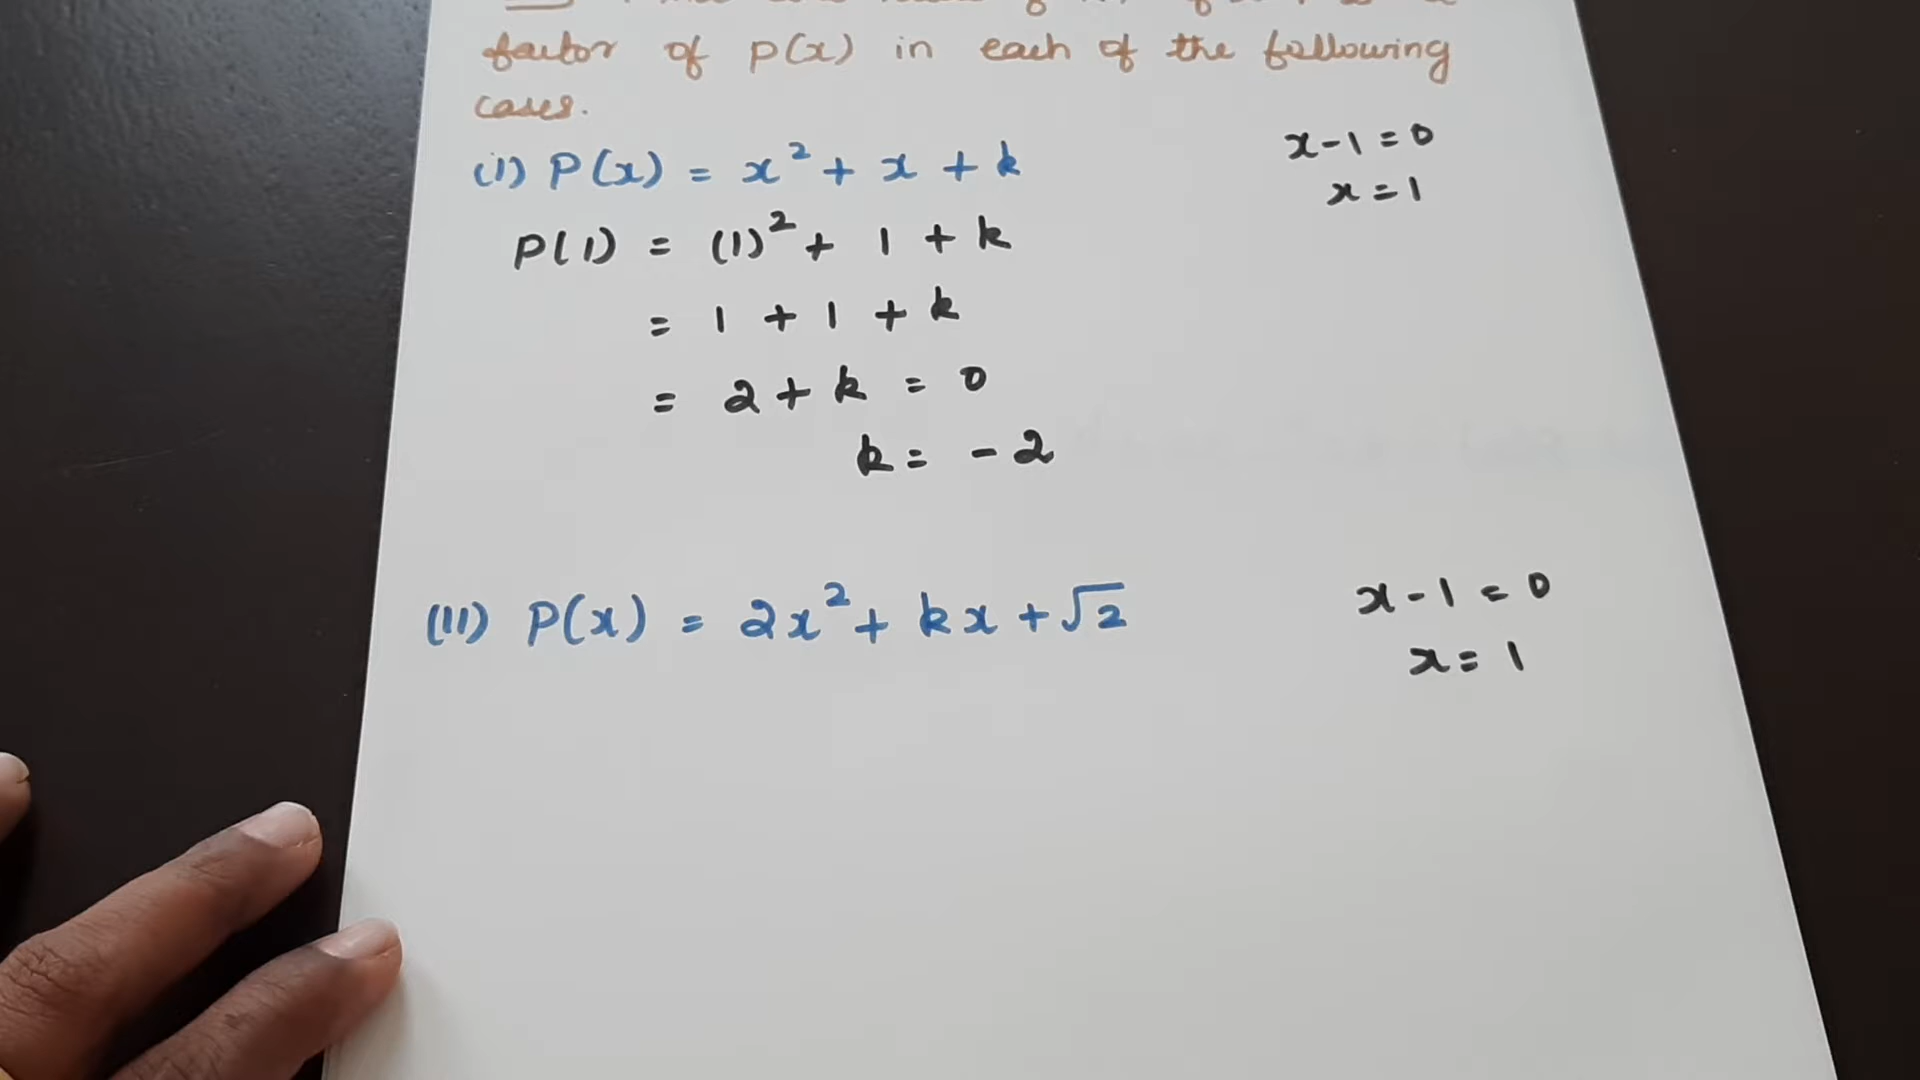 factor of p(x) in each of the following
cases.
(i) P(x) = x² + x + k
x - 1 = 0
x = 1
P(1) = (1)² + 1 + k
= 1 + 1 + k
= 2 + k = 0
k = - 2
(ii) P(x) = 2x² + kx + √2
x - 1 = 0
x = 1